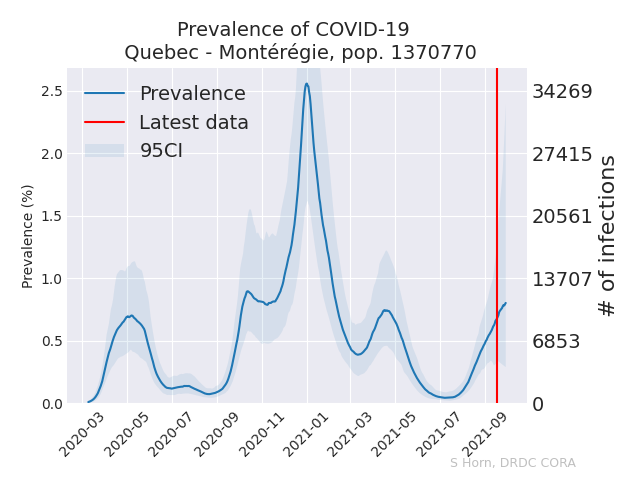 Prevalence of COVID-19
Quebec - Montérégie, pop. 1370770
Prevalence
Latest data
95CI
Prevalence (%)
2.5
2.0
1.5
1.0
0.5
0.0
34269
27415
20561
13707
6853
0
# of infections
2020-03
2020-05
2020-07
2020-09
2020-11
2021-01
2021-03
2021-05
2021-07
2021-09
S Horn, DRDC CORA